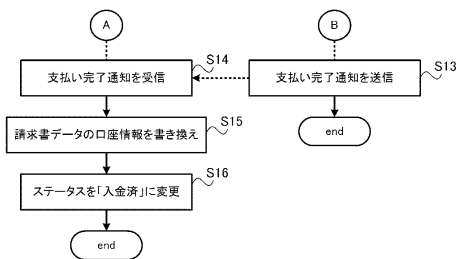 A
B
S14
S13
支払い完了通知を受信
支払い完了通知を送信
S15
請求書データの口座情報を書き換え
end
S16
ステータスを「入金済」に変更
end